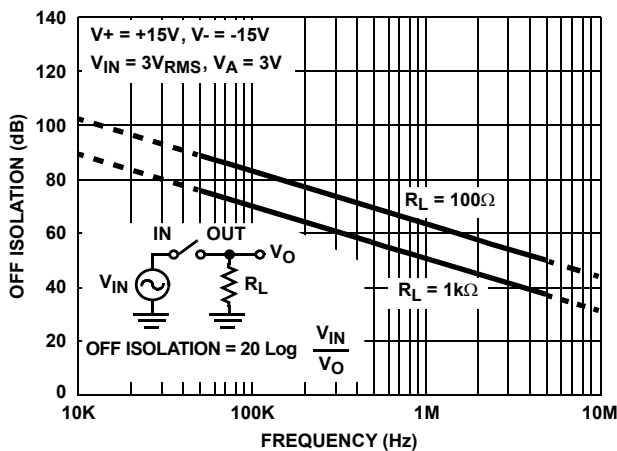 140
120
100
80
60
40
20
0
OFF ISOLATION (dB)
V+ = +15V, V- = -15V
VIN = 3VRMS, VA = 3V
RL = 100Ω
RL = 1kΩ
IN OUT
VO
VIN
RL
OFF ISOLATION = 20 Log VIN
VO
10K 100K 1M 10M
FREQUENCY (Hz)